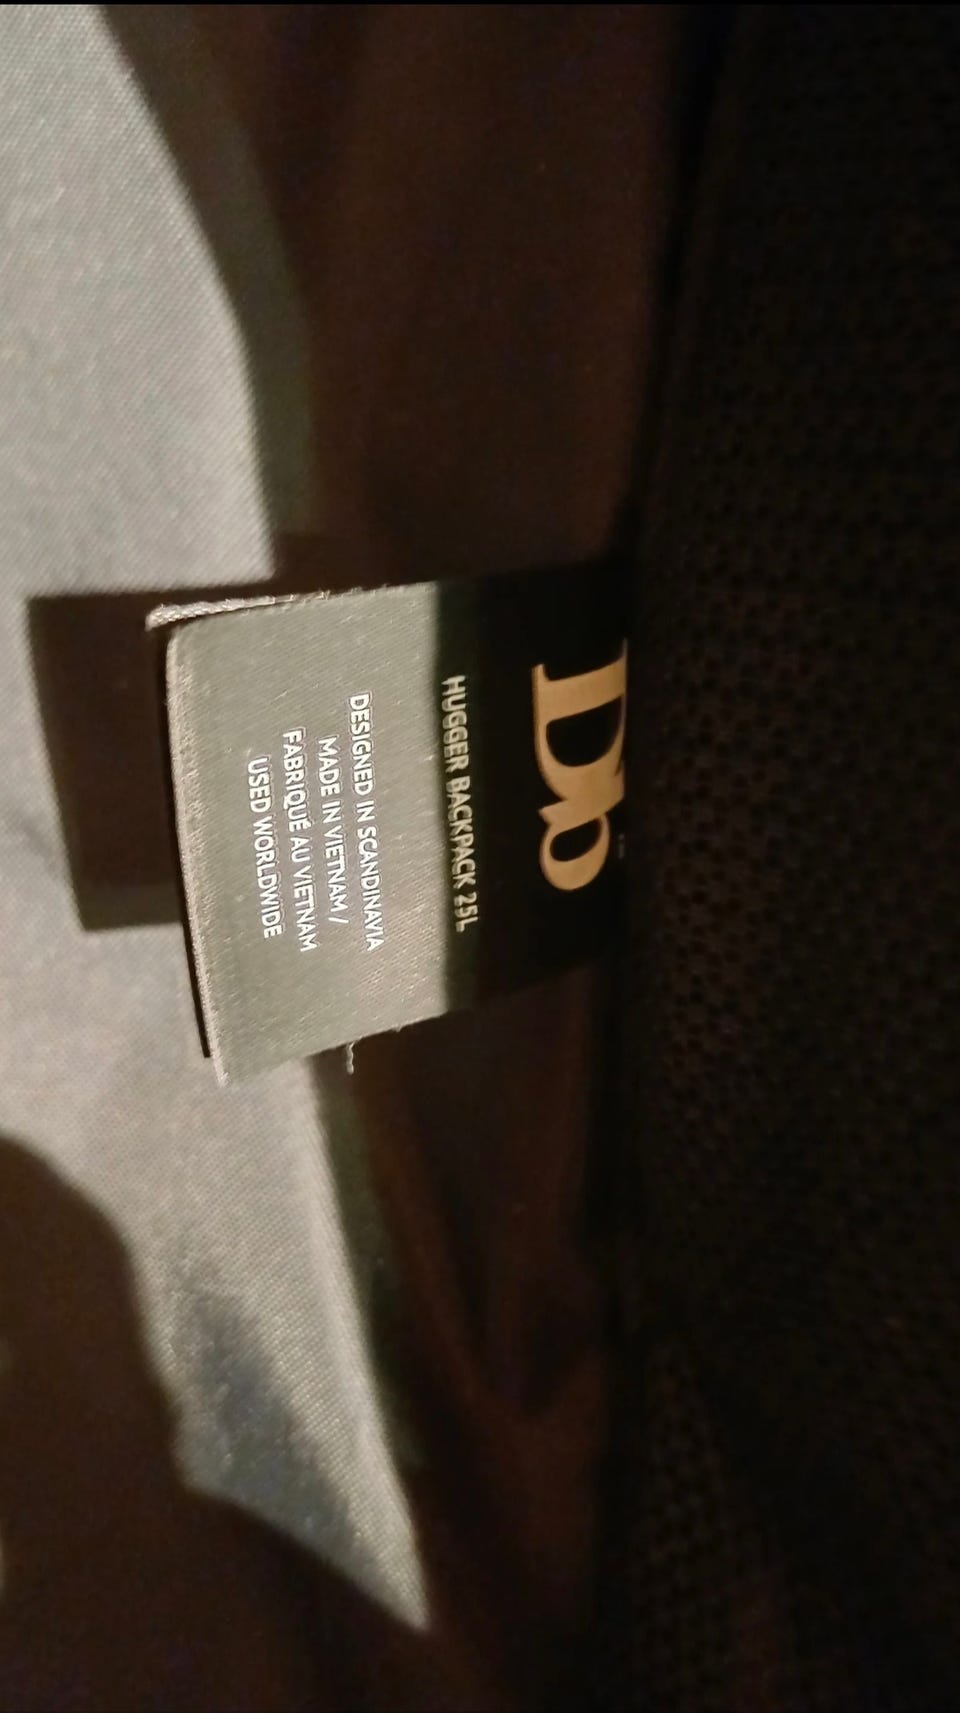 HUGGER BACKPACK 25L
DESIGNED IN SCANDINAVIA
MADE IN VIETNAM /
FABRIQUÉ AU VIETNAM
USED WORLDWIDE